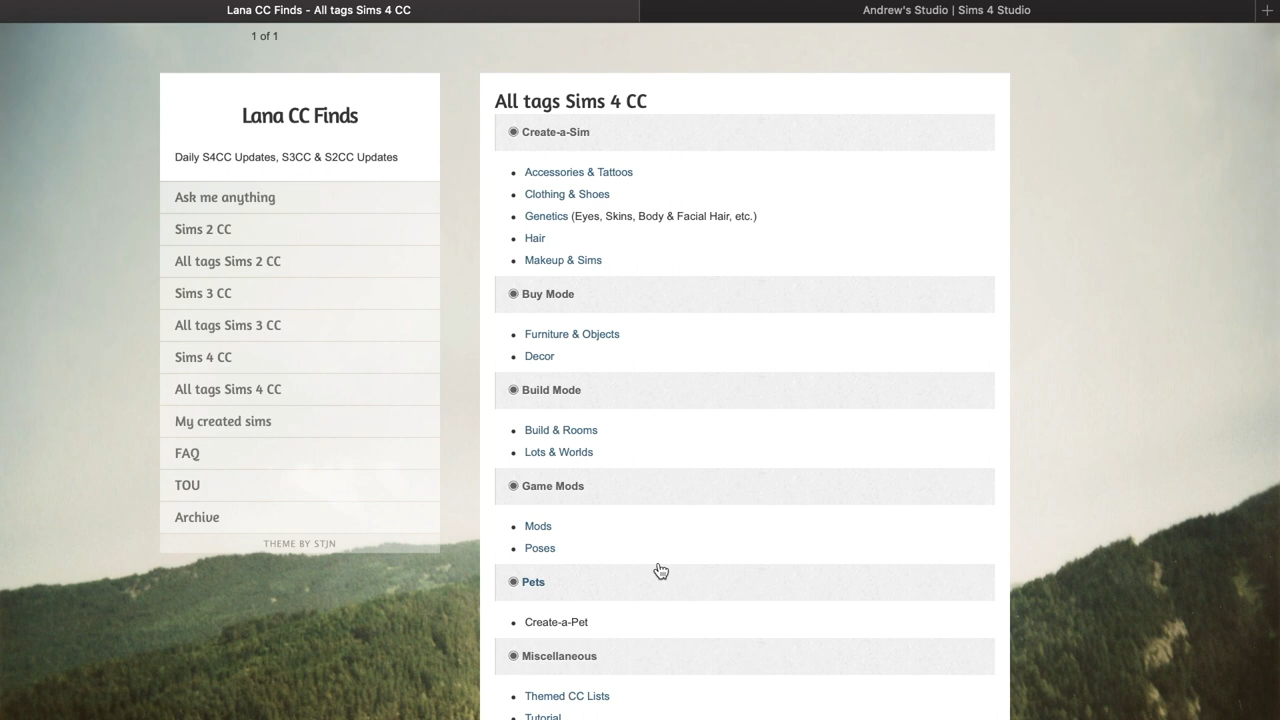 Lana CC Finds - All tags Sims 4 CC
Andrew's Studio | Sims 4 Studio
1 of 1
Lana CC Finds
Daily S4CC Updates, S3CC & S2CC Updates
Ask me anything
Sims 2 CC
All tags Sims 2 CC
Sims 3 CC
All tags Sims 3 CC
Sims 4 CC
All tags Sims 4 CC
My created sims
FAQ
TOU
Archive
THEME BY STJN
All tags Sims 4 CC
Create-a-Sim
Accessories & Tattoos
Clothing & Shoes
Genetics (Eyes, Skins, Body & Facial Hair, etc.)
Hair
Makeup & Sims
Buy Mode
Furniture & Objects
Decor
Build Mode
Build & Rooms
Lots & Worlds
Game Mods
Mods
Poses
Pets
Create-a-Pet
Miscellaneous
Themed CC Lists
Tutorial